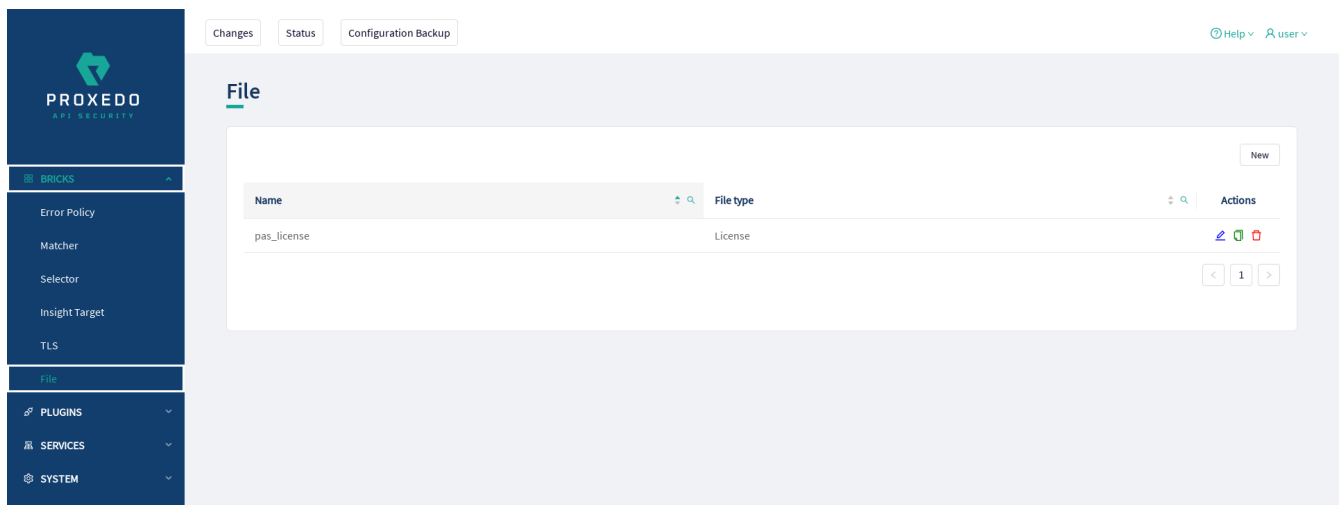 Changes Status Configuration Backup Help user
PROXEDO
API SECURITY
File
New
BRICKS
Name File type Actions
Error Policy
pas_license License
Matcher
1
Selector
Insight Target
TLS
File
PLUGINS
SERVICES
SYSTEM